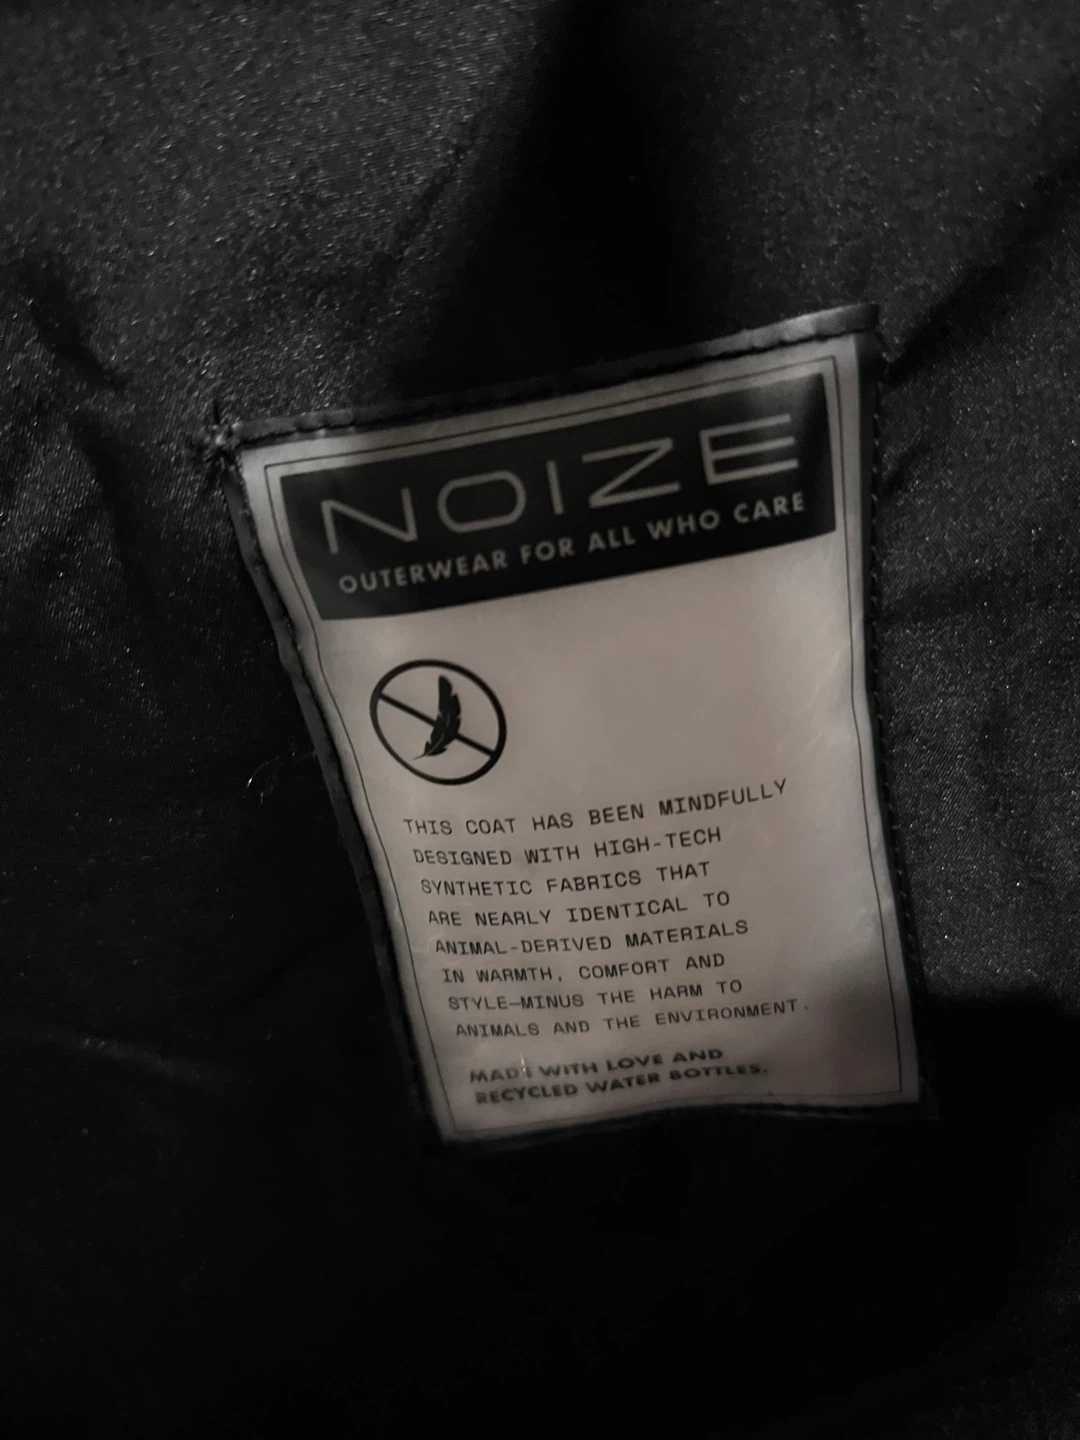 NOIZE
OUTERWEAR FOR ALL WHO CARE
THIS COAT HAS BEEN MINDFULLY
DESIGNED WITH HIGH-TECH
SYNTHETIC FABRICS THAT
ARE NEARLY IDENTICAL TO
ANIMAL-DERIVED MATERIALS
IN WARMTH, COMFORT AND
STYLE—MINUS THE HARM TO
ANIMALS AND THE ENVIRONMENT.
MADE WITH LOVE AND
RECYCLED WATER BOTTLES.